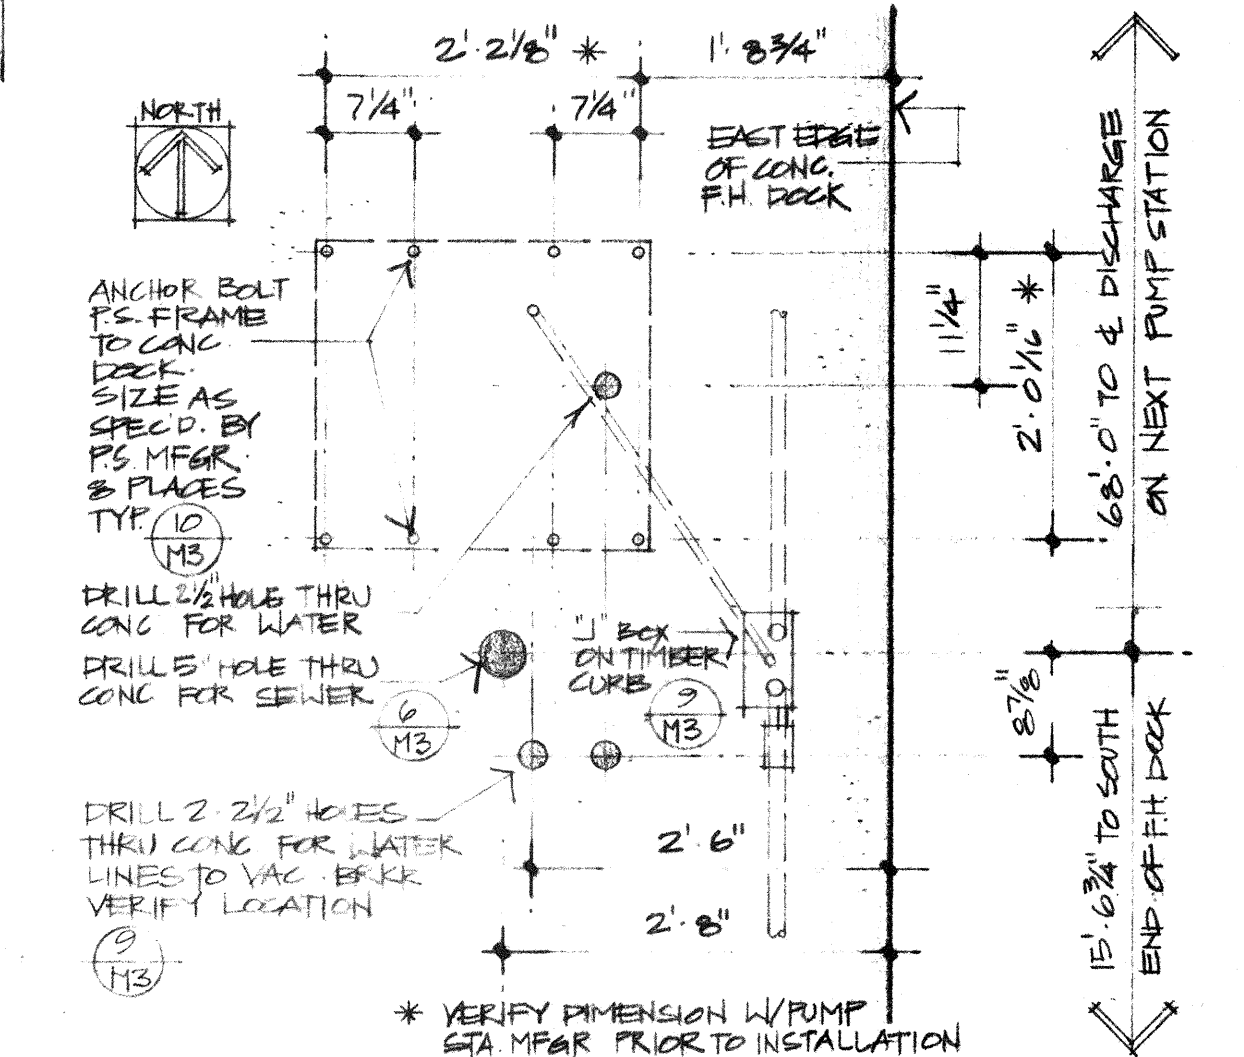 2'·2 1/8" *
1'·8 3/4"
7 1/4"
7 1/4"
NORTH
EAST EDGE
OF CONC.
F.H. DOCK
ANCHOR BOLT
P.S. FRAME
TO CONC.
DOCK.
SIZE AS
SPEC'D. BY
P.S. MFGR.
8 PLACES
TYP.
10
M3
11 1/4"
2'·0 1/16" *
68'·0" TO ℄ DISCHARGE
ON NEXT PUMP STATION
DRILL 2 1/2" HOLE THRU
CONC FOR WATER
DRILL 5" HOLE THRU
CONC FOR SEWER
6
M3
"J" BOX
ON TIMBER
CURB
9
M3
8 7/8"
15'·6 3/4" TO SOUTH
END OF F.H. DOCK
DRILL 2·2 1/2" HOLES
THRU CONC FOR WATER
LINES TO VAC. BRKR
VERIFY LOCATION
9
M3
2'·6"
2'·8"
* VERIFY DIMENSION W/PUMP
STA. MFGR PRIOR TO INSTALLATION